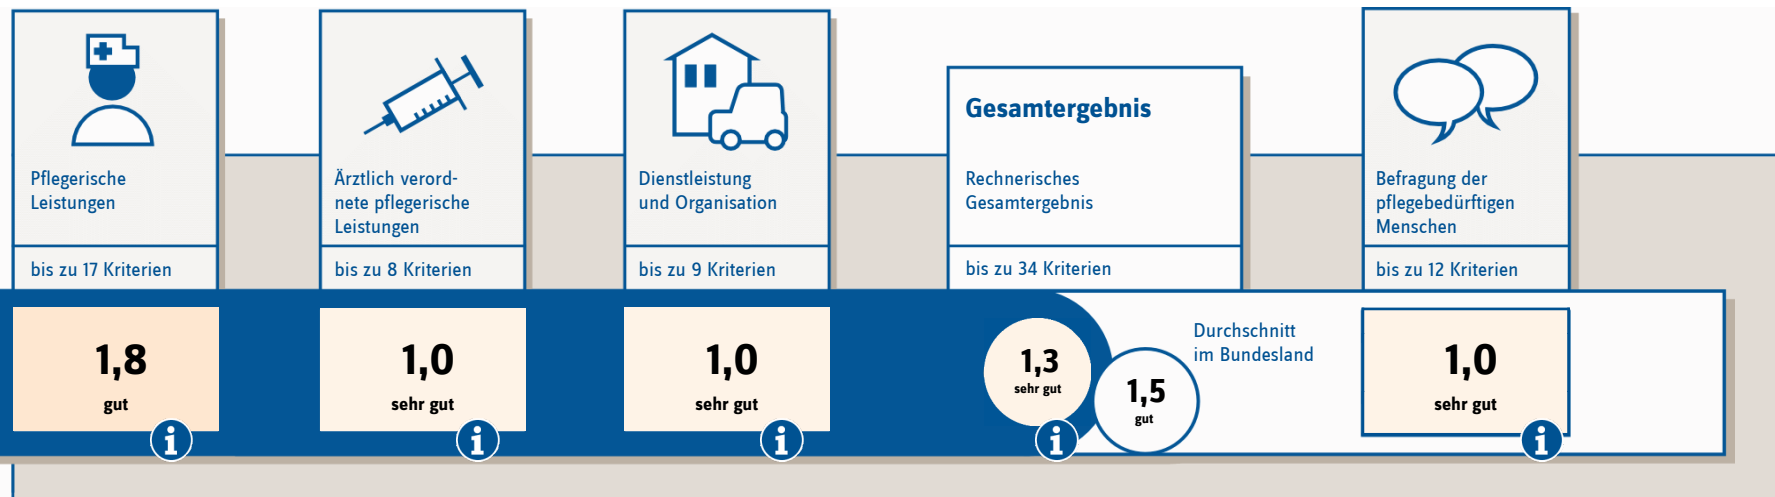 Pflegerische
Leistungen
bis zu 17 Kriterien
1,8
gut
i
Ärztlich verord-
nete pflegerische
Leistungen
bis zu 8 Kriterien
1,0
sehr gut
i
Dienstleistung
und Organisation
bis zu 9 Kriterien
1,0
sehr gut
i
Gesamtergebnis
Rechnerisches
Gesamtergebnis
bis zu 34 Kriterien
1,3
sehr gut
i
1,5
gut
Durchschnitt
im Bundesland
Befragung der
pflegebedürftigen
Menschen
bis zu 12 Kriterien
1,0
sehr gut
i